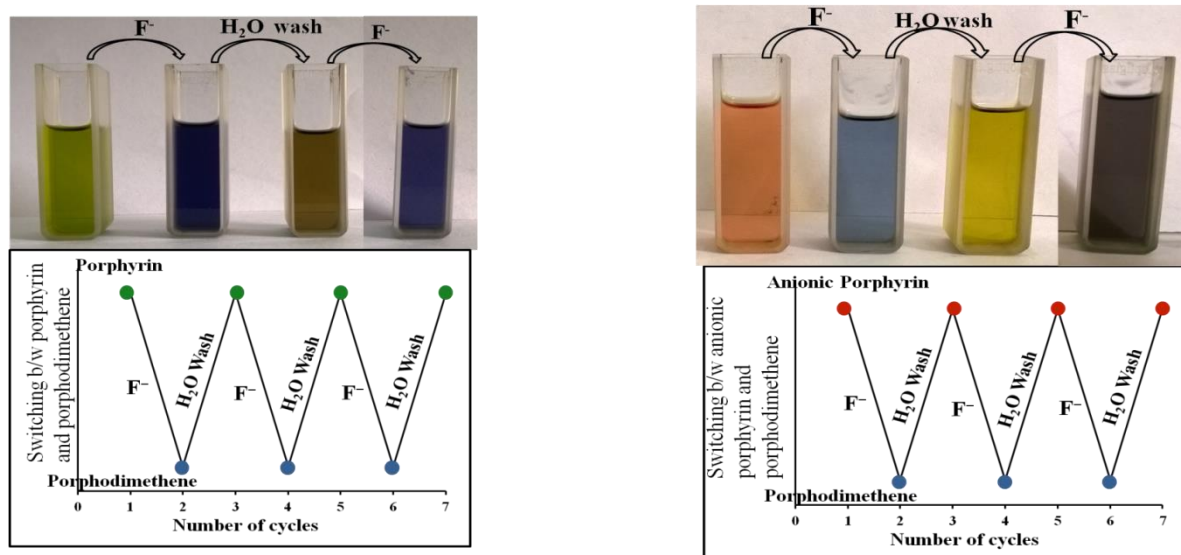 F⁻
H₂O wash
F⁻
Porphyrin
Switching b/w porphyrin
and porphodimethene
F⁻
H₂O Wash
F⁻
H₂O Wash
F⁻
H₂O Wash
Porphodimethene
0 1 2 3 4 5 6 7
Number of cycles
F⁻
H₂O wash
F⁻
Anionic Porphyrin
Switching b/w anionic
porphyrin and
porphodimethene
F⁻
H₂O Wash
F⁻
H₂O Wash
F⁻
H₂O Wash
Porphodimethene
0 1 2 3 4 5 6 7
Number of cycles